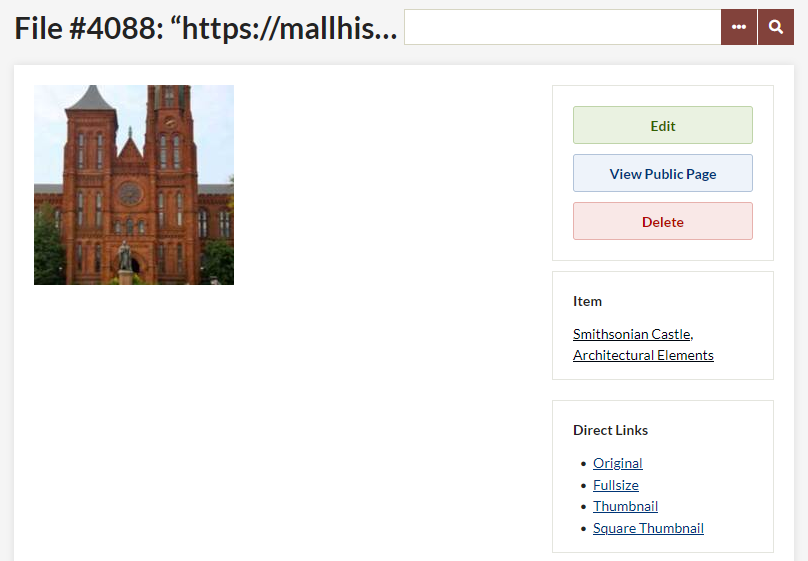 File #4088: “https://mallhis...
Edit
View Public Page
Delete
Item
Smithsonian Castle,
Architectural Elements
Direct Links
Original
Fullsize
Thumbnail
Square Thumbnail